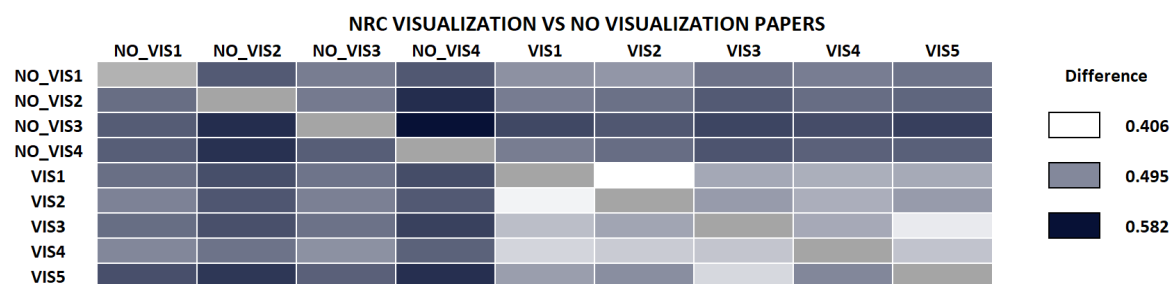 NRC VISUALIZATION VS NO VISUALIZATION PAPERS
NO_VIS1 NO_VIS2 NO_VIS3 NO_VIS4 VIS1 VIS2 VIS3 VIS4 VIS5
NO_VIS1
NO_VIS2
NO_VIS3
NO_VIS4
VIS1
VIS2
VIS3
VIS4
VIS5
Difference
0.406
0.495
0.582